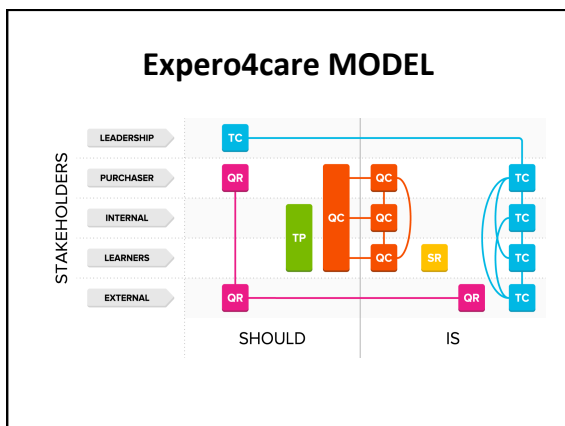 Expero4care MODEL
STAKEHOLDERS
LEADERSHIP TC
PURCHASER QR QC TC
INTERNAL TP QC QC TC
LEARNERS QC SR TC
EXTERNAL QR QR TC
SHOULD IS